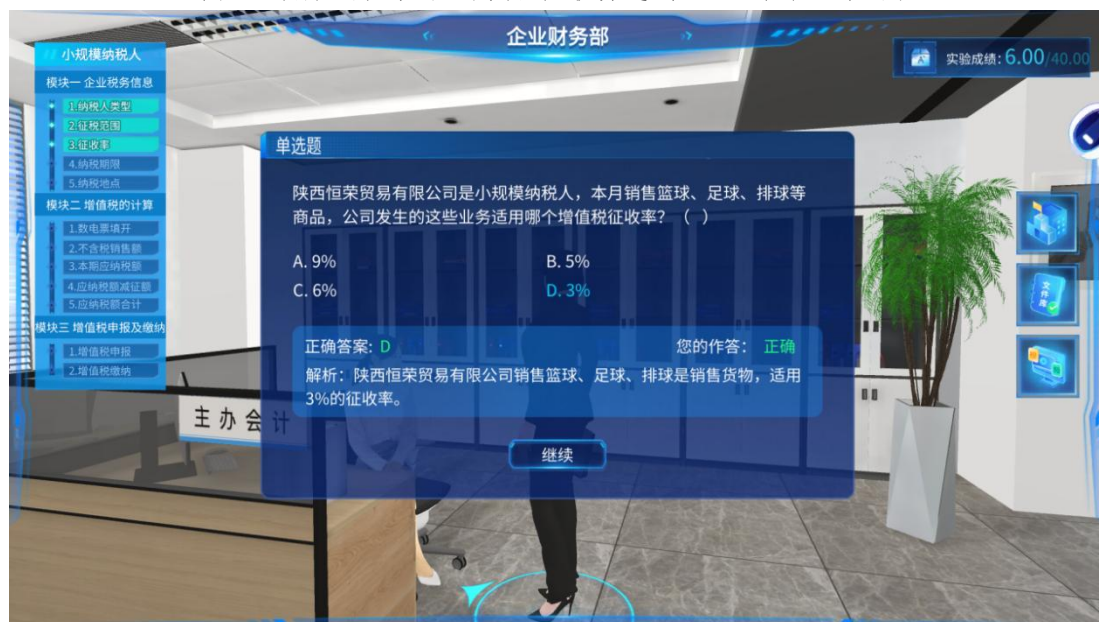 企业财务部
实验成绩: 6.00/40.00
小规模纳税人
模块一 企业税务信息
1.纳税人类型
2.征税范围
3.征收率
4.纳税期限
5.纳税地点
模块二 增值税的计算
1.数电票填开
2.不含税销售额
3.本期应纳税额
4.应纳税额减征额
5.应纳税额合计
模块三 增值税申报及缴纳
1.增值税申报
2.增值税缴纳
单选题
陕西恒荣贸易有限公司是小规模纳税人，本月销售篮球、足球、排球等
商品，公司发生的这些业务适用哪个增值税征收率？（ ）
A. 9% B. 5%
C. 6% D. 3%
正确答案: D 您的作答： 正确
解析：陕西恒荣贸易有限公司销售篮球、足球、排球是销售货物，适用
3%的征收率。
继续
主办会计
文件库